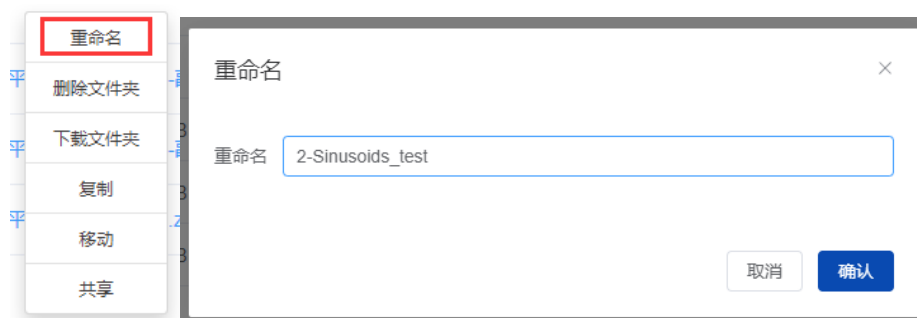 重命名
删除文件夹
下载文件夹
复制
移动
共享
重命名
重命名 2-Sinusoids_test
取消 确认